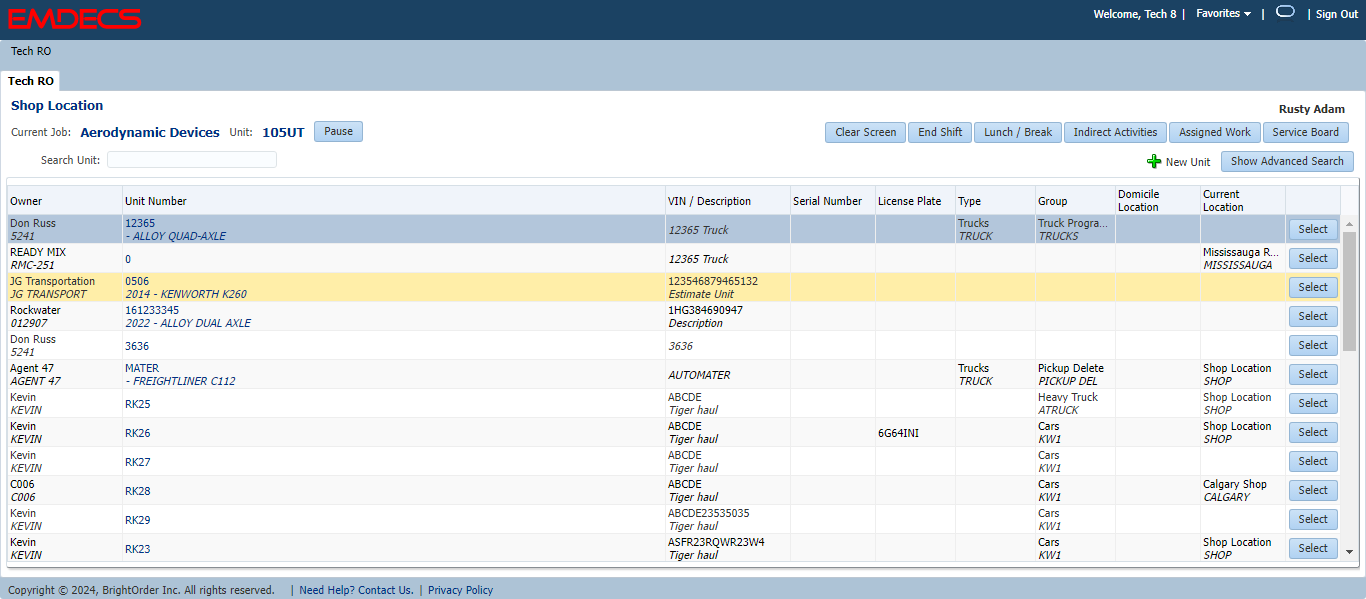 EMDECS
Welcome, Tech 8 | Favorites | | Sign Out
Tech RO
Tech RO
Shop Location
Rusty Adam
Current Job: Aerodynamic Devices Unit: 105UT Pause
Clear Screen End Shift Lunch / Break Indirect Activities Assigned Work Service Board
Search Unit:
New Unit Show Advanced Search
Owner Unit Number VIN / Description Serial Number License Plate Type Group Domicile Location Current Location
Don Russ 12365 Trucks Truck Progra...
5241 - ALLOY QUAD-AXLE 12365 Truck TRUCK TRUCKS Select
READY MIX Mississauga R...
RMC-251 0 12365 Truck MISSISSAUGA Select
JG Transportation 0506 123546879465132
JG TRANSPORT 2014 - KENWORTH K260 Estimate Unit Select
Rockwater 161233345 1HG384690947
012907 2022 - ALLOY DUAL AXLE Description Select
Don Russ
5241 3636 3636 Select
Agent 47 MATER Trucks Pickup Delete Shop Location
AGENT 47 - FREIGHTLINER C112 AUTOMATER TRUCK PICKUP DEL SHOP Select
Kevin ABCDE Heavy Truck Shop Location
KEVIN RK25 Tiger haul ATRUCK SHOP Select
Kevin ABCDE Cars Shop Location
KEVIN RK26 Tiger haul 6G64INI KW1 SHOP Select
Kevin ABCDE Cars
KEVIN RK27 Tiger haul KW1 Select
C006 ABCDE Cars Calgary Shop
C006 RK28 Tiger haul KW1 CALGARY Select
Kevin ABCDE23535035 Cars
KEVIN RK29 Tiger haul KW1 Select
Kevin ASFR23RQWR23W4 Cars Shop Location
KEVIN RK23 Tiger haul KW1 SHOP Select
Copyright © 2024, BrightOrder Inc. All rights reserved. | Need Help? Contact Us. | Privacy Policy